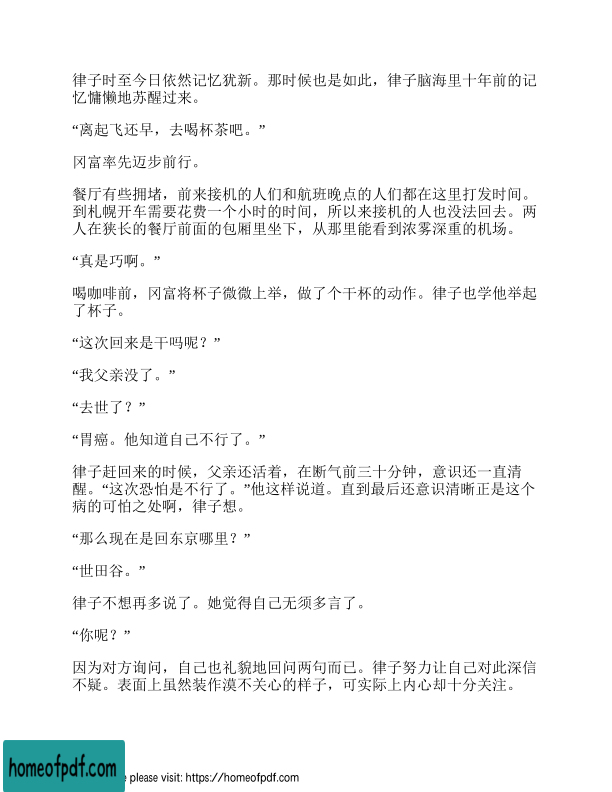 律子时至今日依然记忆犹新。那时候也是如此，律子脑海里十年前的记
忆慵懒地苏醒过来。
“离起飞还早，去喝杯茶吧。”
冈富率先迈步前行。
餐厅有些拥堵，前来接机的人们和航班晚点的人们都在这里打发时间。
到札幌开车需要花费一个小时的时间，所以来接机的人也没法回去。两
人在狭长的餐厅前面的包厢里坐下，从那里能看到浓雾深重的机场。
“真是巧啊。”
喝咖啡前，冈富将杯子微微上举，做了个干杯的动作。律子也学他举起
了杯子。
“这次回来是干吗呢？”
“我父亲没了。”
“去世了？”
“胃癌。他知道自己不行了。”
律子赶回来的时候，父亲还活着，在断气前三十分钟，意识还一直清
醒。“这次恐怕是不行了。”他这样说道。直到最后还意识清晰正是这个
病的可怕之处啊，律子想。
“那么现在是回东京哪里？”
“世田谷。”
律子不想再多说了。她觉得自己无须多言了。
“你呢？”
因为对方询问，自己也礼貌地回问两句而已。律子努力让自己对此深信
不疑。表面上虽然装作漠不关心的样子，可实际上内心却十分关注。
homeofpdf.com
e please visit: https://homeofpdf.com